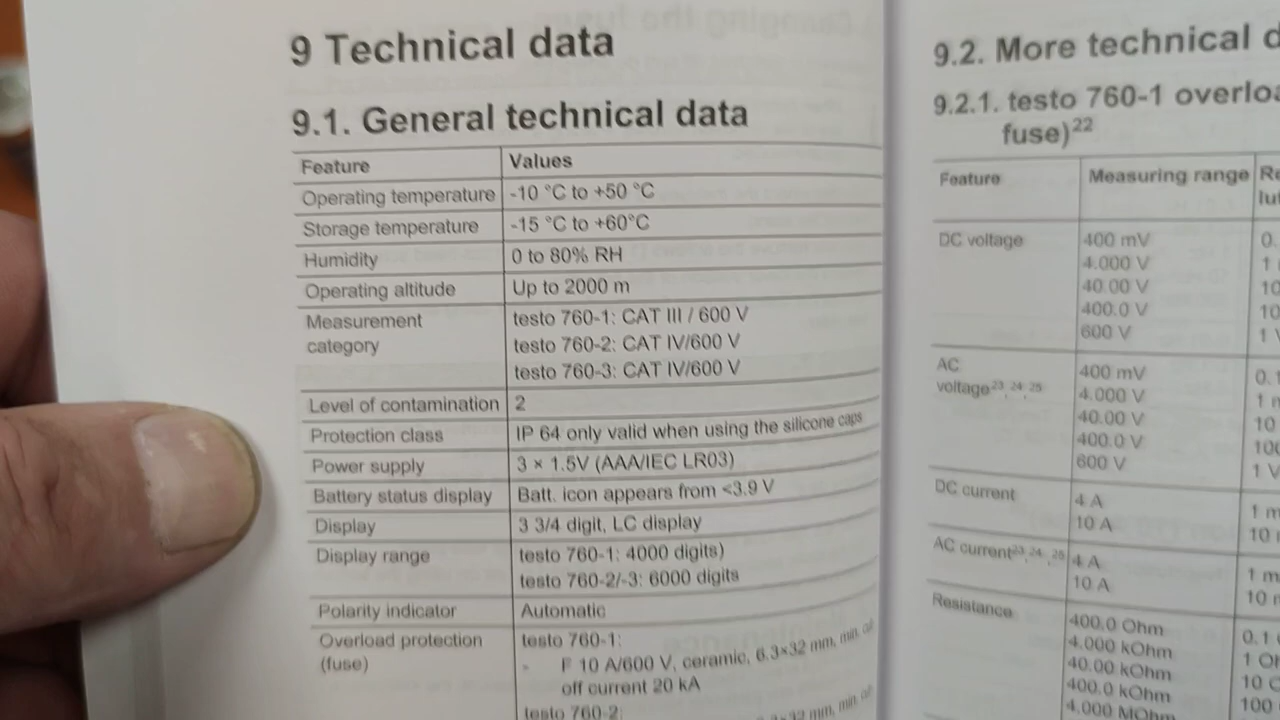 9 Technical data
9.1. General technical data
Feature Values
Operating temperature -10 °C to +50 °C
Storage temperature -15 °C to +60°C
Humidity 0 to 80% RH
Operating altitude Up to 2000 m
Measurement category testo 760-1: CAT III / 600 V
testo 760-2: CAT IV/600 V
testo 760-3: CAT IV/600 V
Level of contamination 2
Protection class IP 64 only valid when using the silicone caps
Power supply 3 × 1.5V (AAA/IEC LR03)
Battery status display Batt. icon appears from <3.9 V
Display 3 3/4 digit, LC display
Display range testo 760-1: 4000 digits)
testo 760-2/-3: 6000 digits
Polarity indicator Automatic
Overload protection (fuse) testo 760-1:
- F 10 A/600 V, ceramic, 6.3×32 mm, min.
off current 20 kA
testo 760-2:
9.2. More technical
9.2.1. testo 760-1
fuse)22
Feature Measuring range
DC voltage 400 mV
4.000 V
40.00 V
400.0 V
600 V
AC voltage23, 24, 25 400 mV
4.000 V
40.00 V
400.0 V
600 V
DC current 4 A
10 A
AC current23, 24, 25 4 A
10 A
Resistance 400.0 Ohm
4.000 kOhm
40.00 kOhm
400.0 kOhm
4.000 MOhm